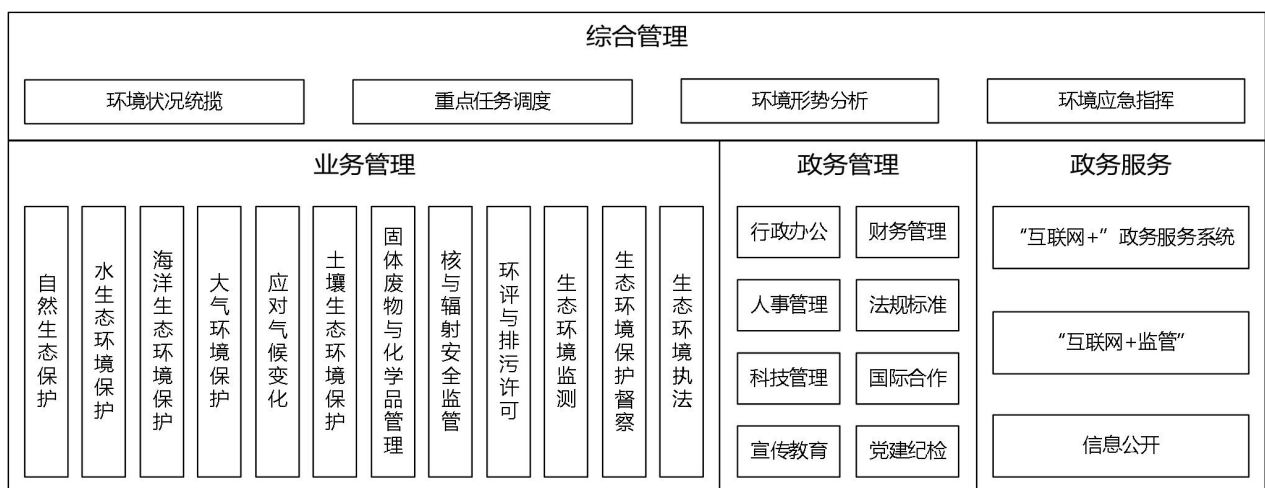 综合管理
环境状况统揽
重点任务调度
环境形势分析
环境应急指挥
业务管理
自然生态保护
水生态环境保护
海洋生态环境保护
大气环境保护
应对气候变化
土壤生态环境保护
固体废物与化学品管理
核与辐射安全监管
环评与排污许可
生态环境监测
生态环境保护督察
生态环境执法
政务管理
行政办公
财务管理
人事管理
法规标准
科技管理
国际合作
宣传教育
党建纪检
政务服务
“互联网+”政务服务系统
“互联网+监管”
信息公开